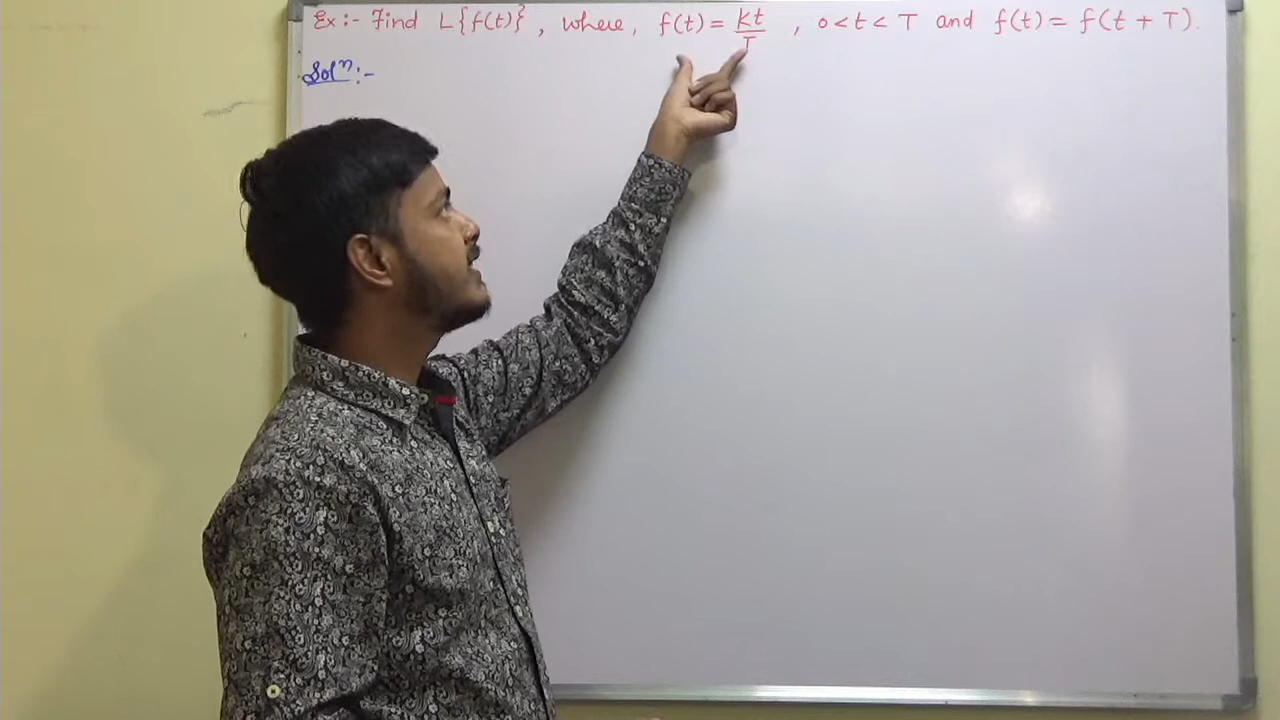 Ex:- Find L{f(t)}, where, f(t) = kt/T , 0 < t < T and f(t) = f(t + T).
Solⁿ:-